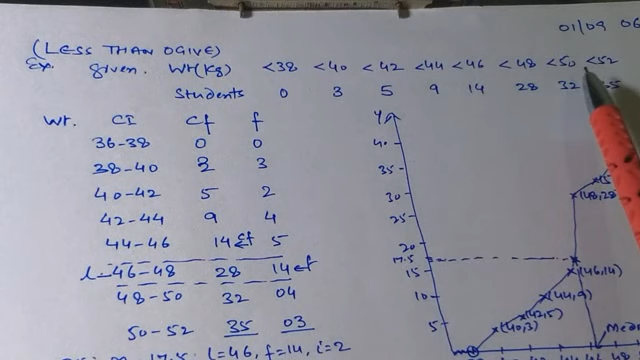 01/09 06
(LESS THAN OGIVE)
Ex. given. Wt(Kg) <38 <40 <42 <44 <46 <48 <50 <52
Students 0 3 5 9 14 28 32
Wt. CI Cf f
36-38 0 0
38-40 3 3
40-42 5 2
42-44 9 4
44-46 14 cf 5
l-46-48 28 14 f
48-50 32 04
50-52 35 03
17.5. l=46, f=14, i=2
Y
40
35
30
25
20
17.5
15
10
5
(48,28
(46,14)
(44,9)
(42,5)
(40,3)